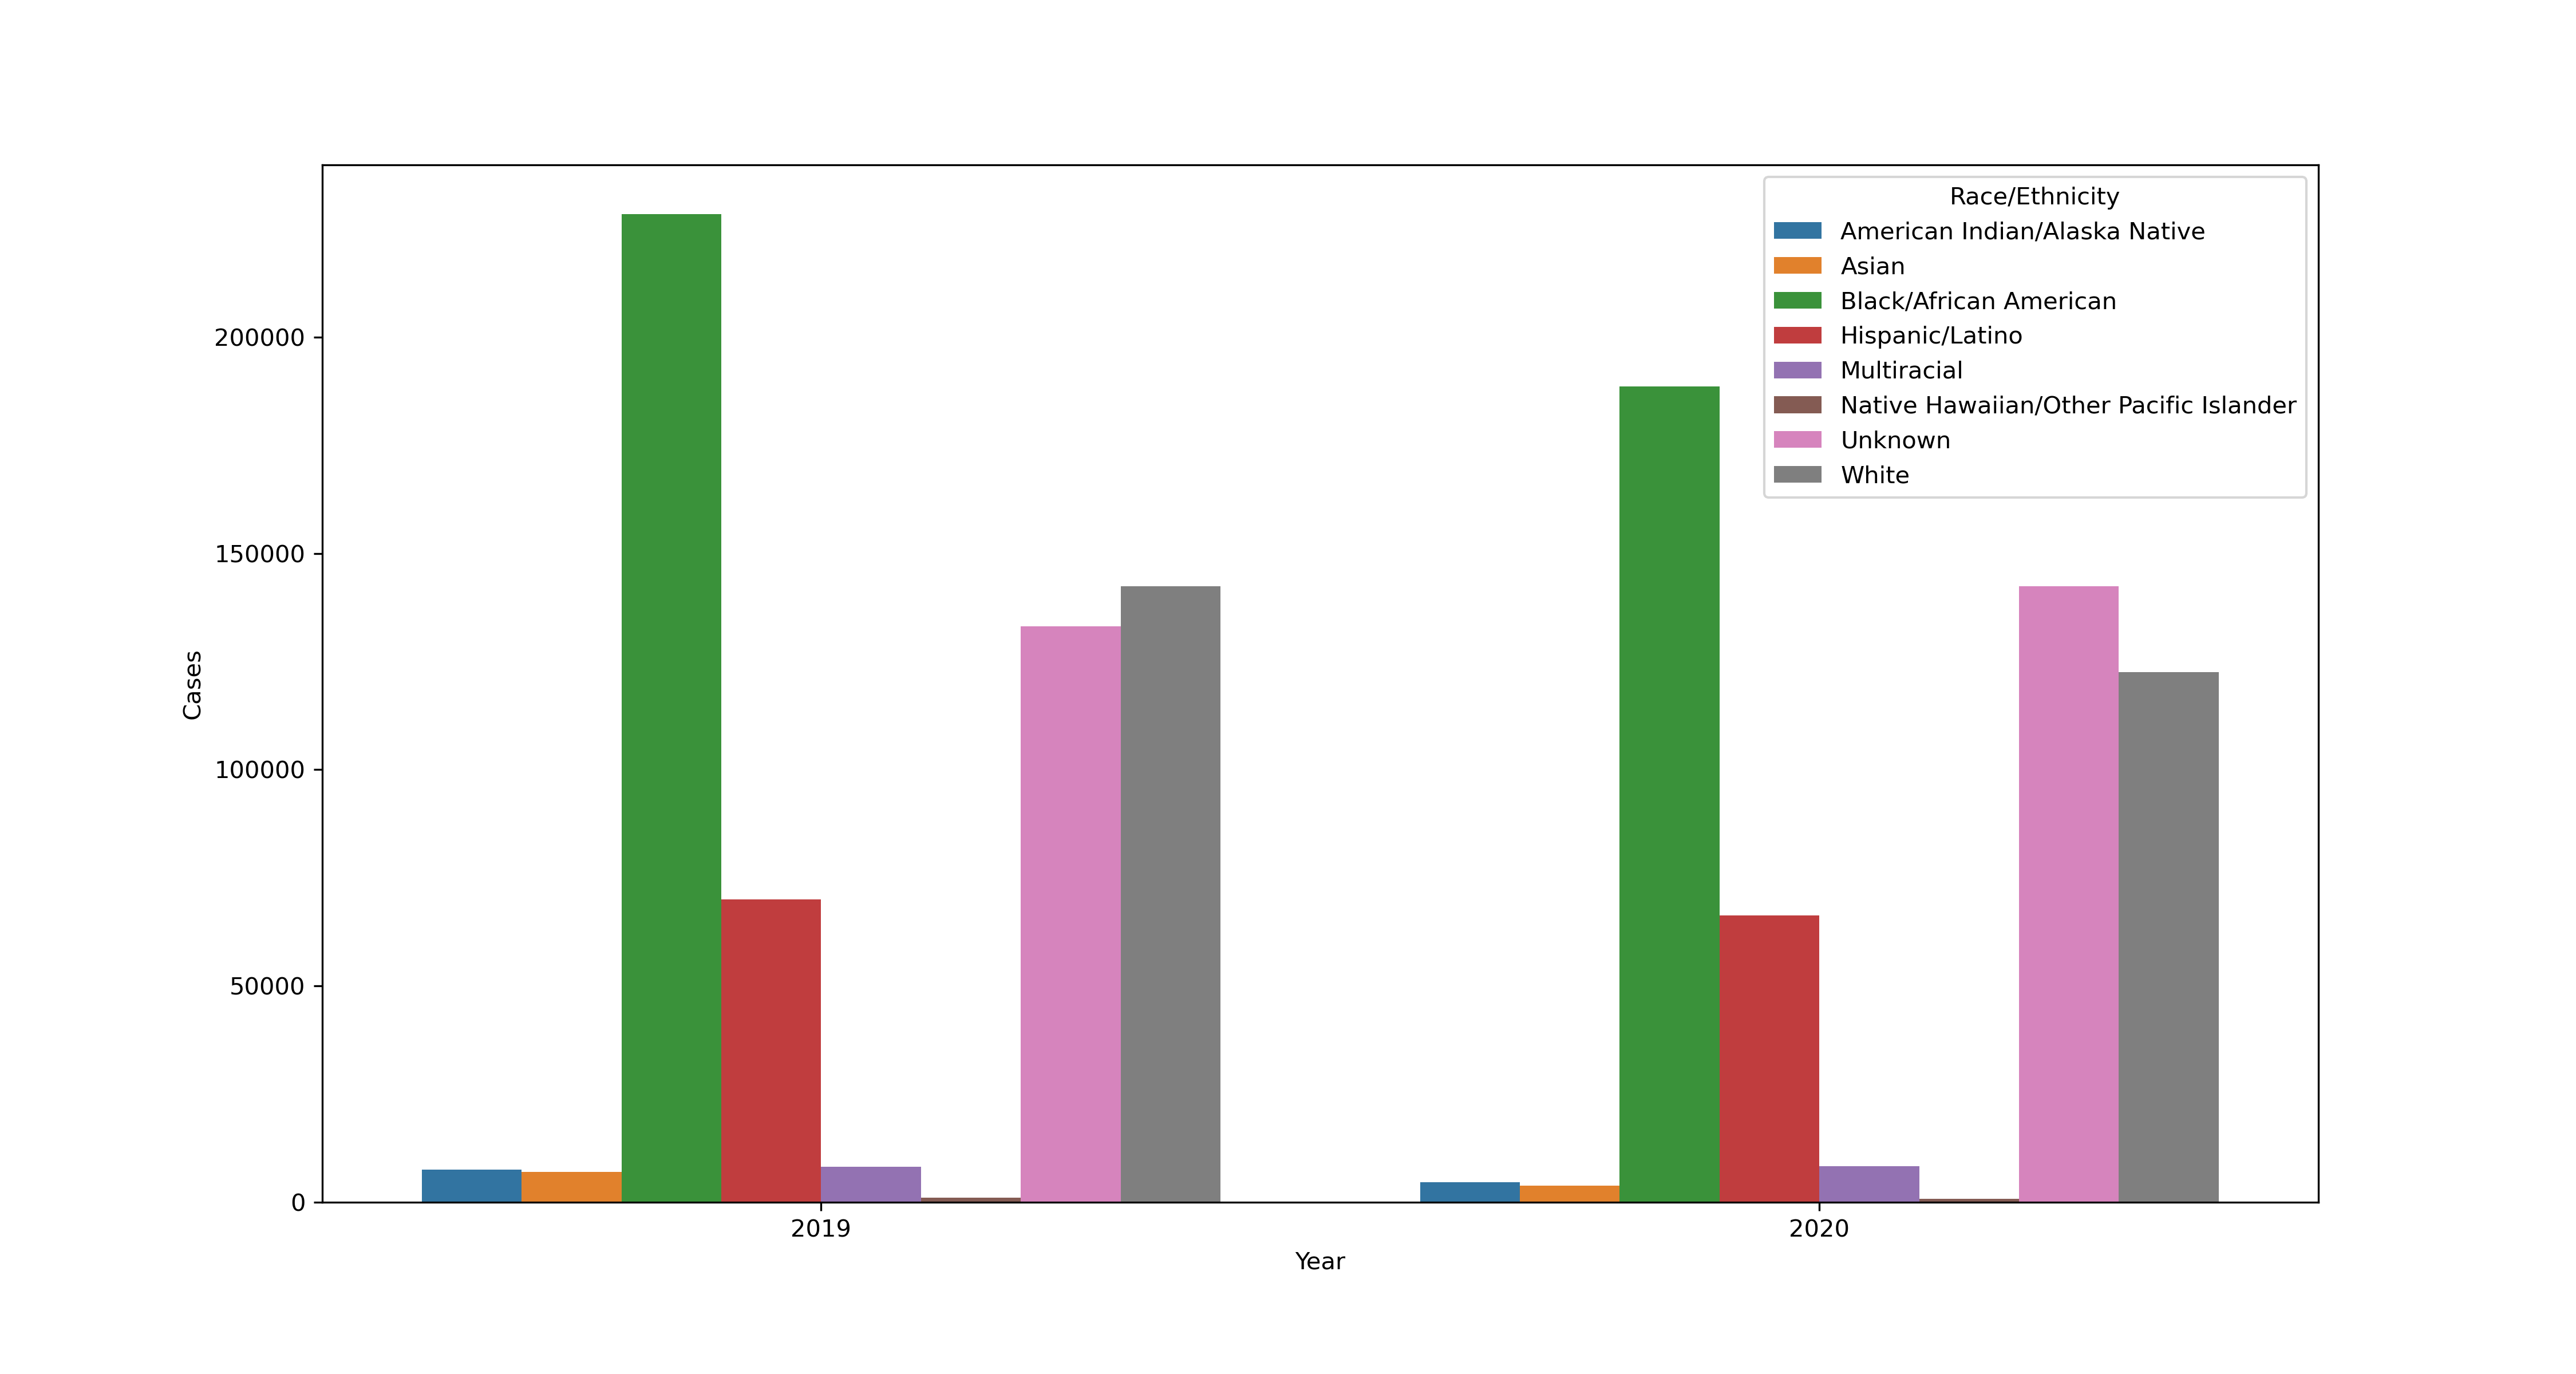 Race/Ethnicity
American Indian/Alaska Native
Asian
Black/African American
Hispanic/Latino
Multiracial
Native Hawaiian/Other Pacific Islander
Unknown
White
200000
150000
100000
50000
0
Cases
2019
2020
Year